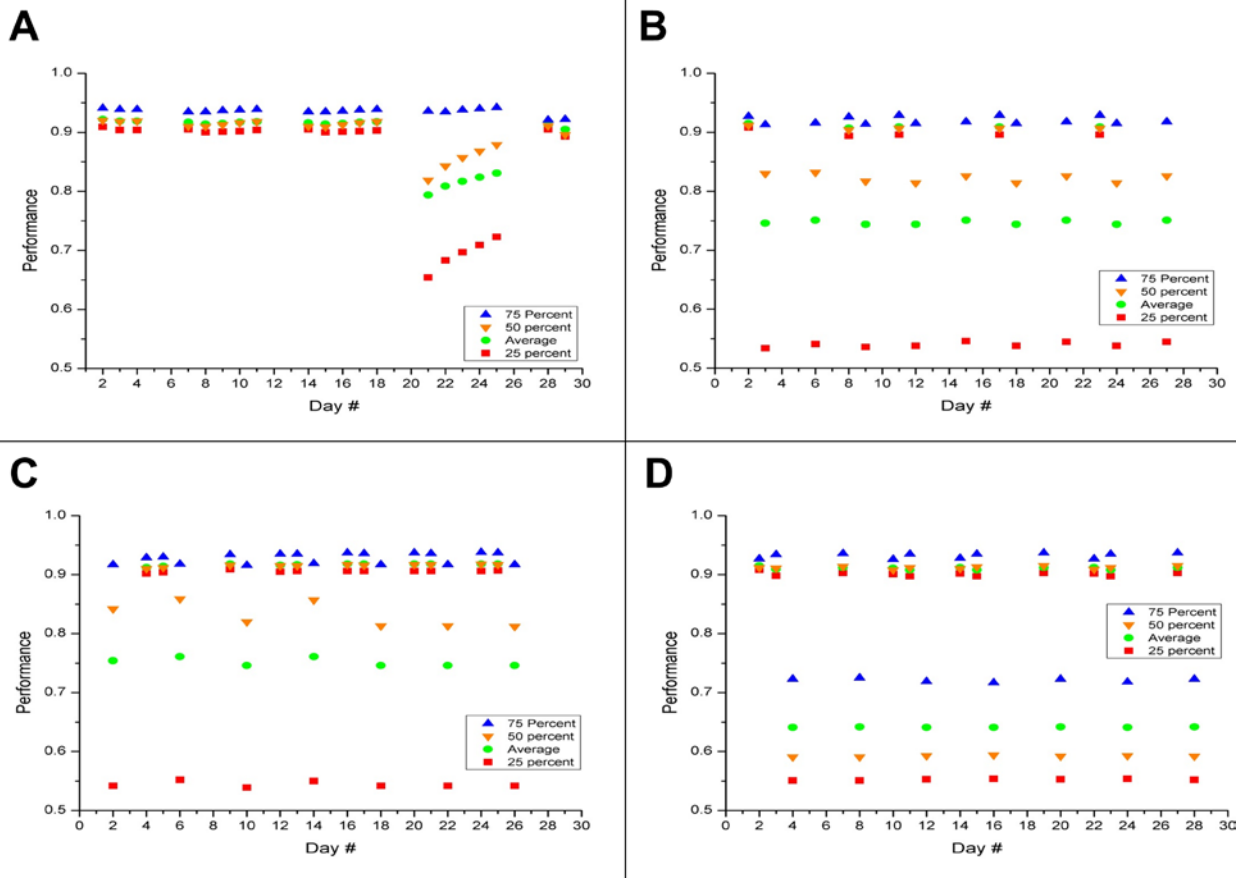 A
1.0
0.9
0.8
0.7
0.6
0.5
Performance
75 Percent
50 percent
Average
25 percent
2 4 6 8 10 12 14 16 18 20 22 24 26 28 30
Day #
B
1.0
0.9
0.8
0.7
0.6
0.5
Performance
75 Percent
50 percent
Average
25 percent
0 2 4 6 8 10 12 14 16 18 20 22 24 26 28 30
Day #
C
1.0
0.9
0.8
0.7
0.6
0.5
Performance
75 Percent
50 percent
Average
25 percent
0 2 4 6 8 10 12 14 16 18 20 22 24 26 28 30
Day #
D
1.0
0.9
0.8
0.7
0.6
0.5
Performance
75 Percent
50 percent
Average
25 percent
0 2 4 6 8 10 12 14 16 18 20 22 24 26 28 30
Day #